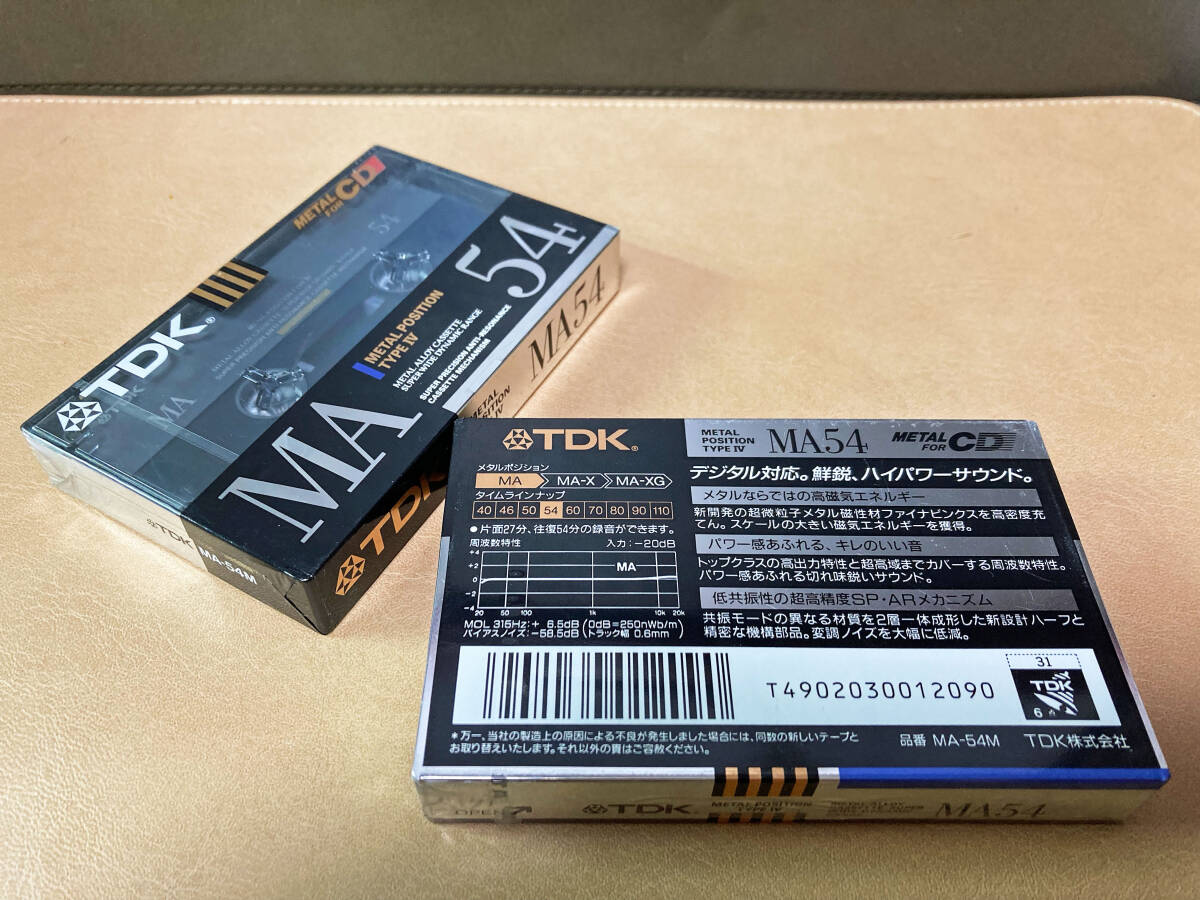 METAL
FOR CD
54
TDK®
MA
METAL POSITION
TYPE IV
METAL ALLOY CASSETTE
SUPER WIDE DYNAMIC RANGE
SUPER PRECISION ANTI-RESONANCE
CASSETTE MECHANISM
54
TDK
MA
TDK
METAL
POSITION
IV
MA54
TDK
MA-54M
TDK®
METAL
POSITION
TYPE IV
MA54
METAL
FOR CD
メタルポジション
MA MA-X MA-XG
タイムラインナップ
40 46 50 54 60 70 80 90 110
●片面27分、往復54分の録音ができます。
周波数特性 入力:-20dB
+4
+2
0
-2
-4
MA
20 50 100 1k 10k 20k
MOL 315Hz:+ 6.5dB (0dB=250nWb/m)
バイアスノイズ:-58.5dB (トラック幅 0.6mm)
デジタル対応。鮮鋭、ハイパワーサウンド。
メタルならではの高磁気エネルギー
新開発の超微粒子メタル磁性材ファイナビンクスを高密度充
てん。スケールの大きい磁気エネルギーを獲得。
パワー感あふれる、キレのいい音
トップクラスの高出力特性と超高域までカバーする周波数特性。
パワー感あふれる切れ味鋭いサウンド。
低共振性の超高精度SP・ARメカニズム
共振モードの異なる材質を2層一体成形した新設計ハーフと
精密な機構部品。変調ノイズを大幅に低減。
T4902030012090
31
TDK
6
*万一、当社の製造上の原因による不良が発生しました場合には、同数の新しいテープと
お取り替えいたします。それ以外の責はご容赦ください。
品番 MA-54M TDK株式会社
OPEN
TDK®
METAL POSITION
TYPE IV
MA54